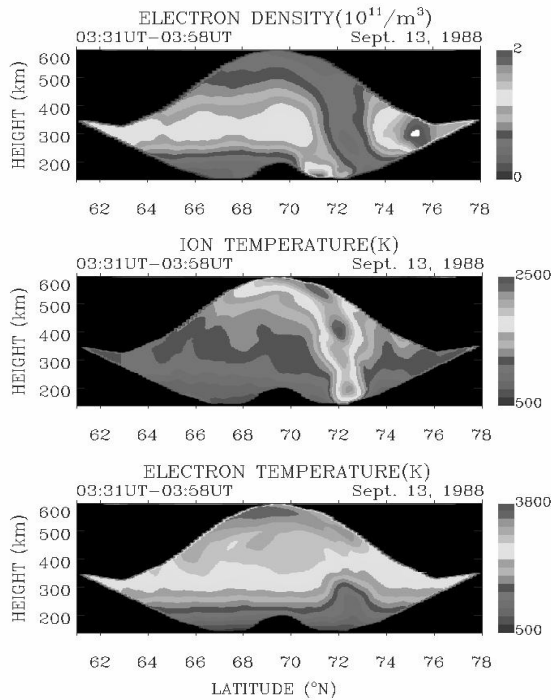 ELECTRON DENSITY(10¹¹/m³)
03:31UT−03:58UT Sept. 13, 1988
HEIGHT (km)
600
500
400
300
200
2
0
62 64 66 68 70 72 74 76 78
ION TEMPERATURE(K)
03:31UT−03:58UT Sept. 13, 1988
HEIGHT (km)
600
500
400
300
200
2500
500
62 64 66 68 70 72 74 76 78
ELECTRON TEMPERATURE(K)
03:31UT−03:58UT Sept. 13, 1988
HEIGHT (km)
600
500
400
300
200
3800
500
62 64 66 68 70 72 74 76 78
LATITUDE (°N)